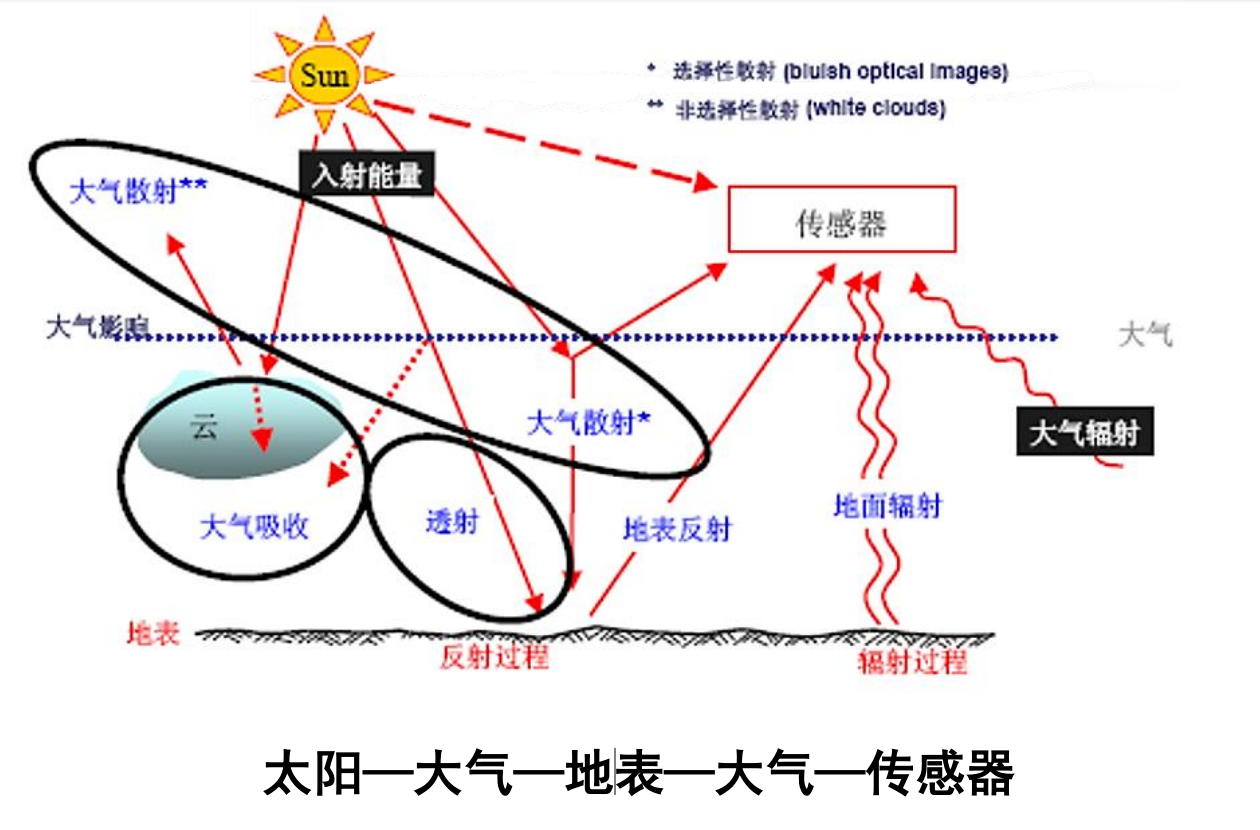 Sun
* 选择性散射 (bluish optical images)
** 非选择性散射 (white clouds)
入射能量
大气散射**
传感器
大气影响
大气
云
大气散射*
大气辐射
大气吸收
透射
地表反射
地面辐射
地表
反射过程
辐射过程
太阳—大气—地表—大气—传感器